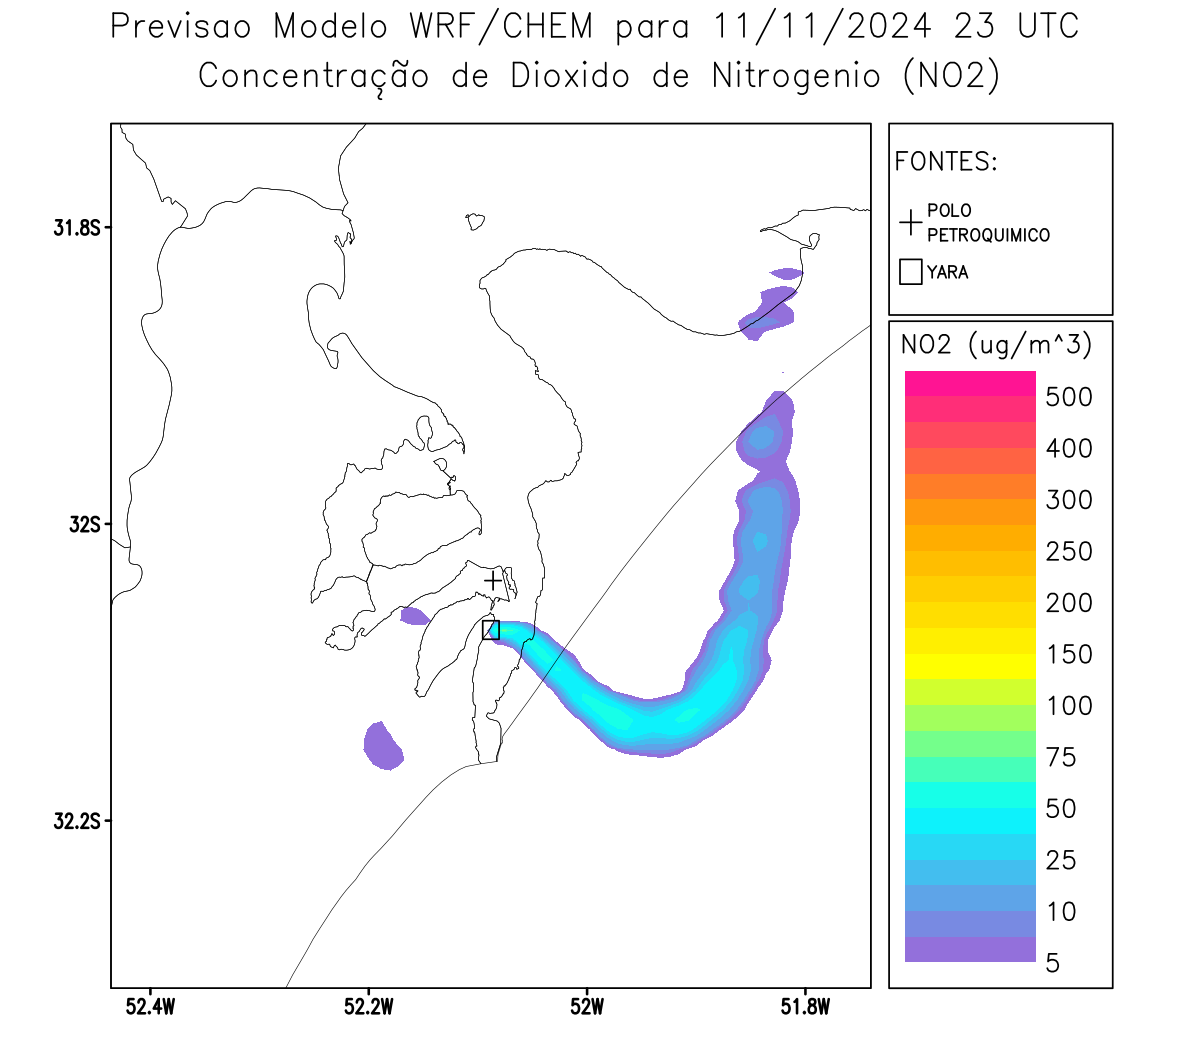 Previsao Modelo WRF/CHEM para 11/11/2024 23 UTC
Concentração de Dioxido de Nitrogenio (NO2)
FONTES:
POLO
PETROQUIMICO
YARA
NO2 (ug/m^3)
500
400
300
250
200
150
100
75
50
25
10
5
31.8S
32S
32.2S
52.4W
52.2W
52W
51.8W